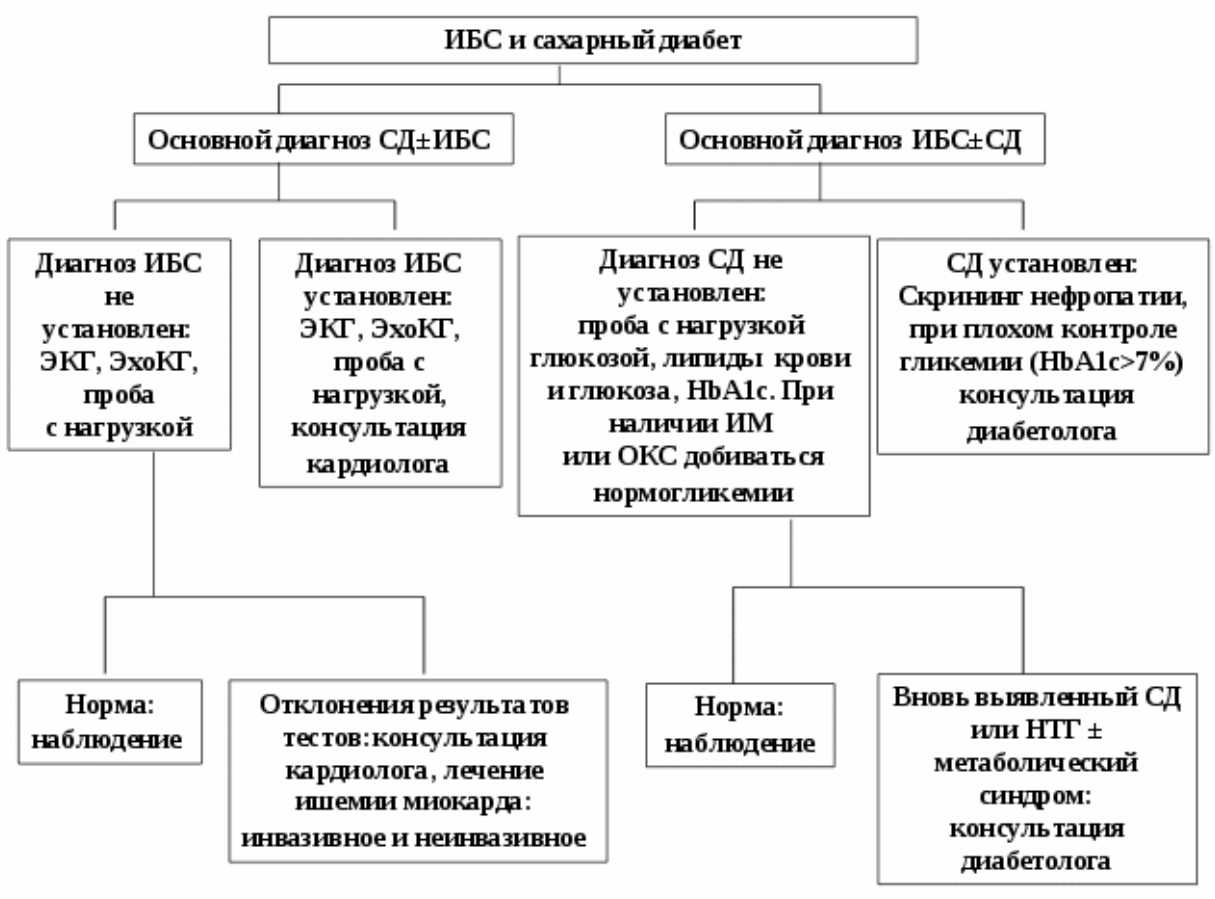 ИБС и сахарный диабет
Основной диагноз СД±ИБС
Основной диагноз ИБС±СД
Диагноз ИБС
не
установлен:
ЭКГ, ЭхоКГ,
проба
с нагрузкой
Диагноз ИБС
установлен:
ЭКГ, ЭхоКГ,
проба с
нагрузкой,
консультация
кардиолога
Диагноз СД не
установлен:
проба с нагрузкой
глюкозой, липиды крови
и глюкоза, HbA1c. При
наличии ИМ
или ОКС добиваться
нормогликемии
СД установлен:
Скрининг нефропатии,
при плохом контроле
гликемии (HbA1c>7%)
консультация
диабетолога
Норма:
наблюдение
Отклонения результатов
тестов: консультация
кардиолога, лечение
ишемии миокарда:
инвазивное и неинвазивное
Норма:
наблюдение
Вновь выявленный СД
или НТГ ±
метаболический
синдром:
консультация
диабетолога